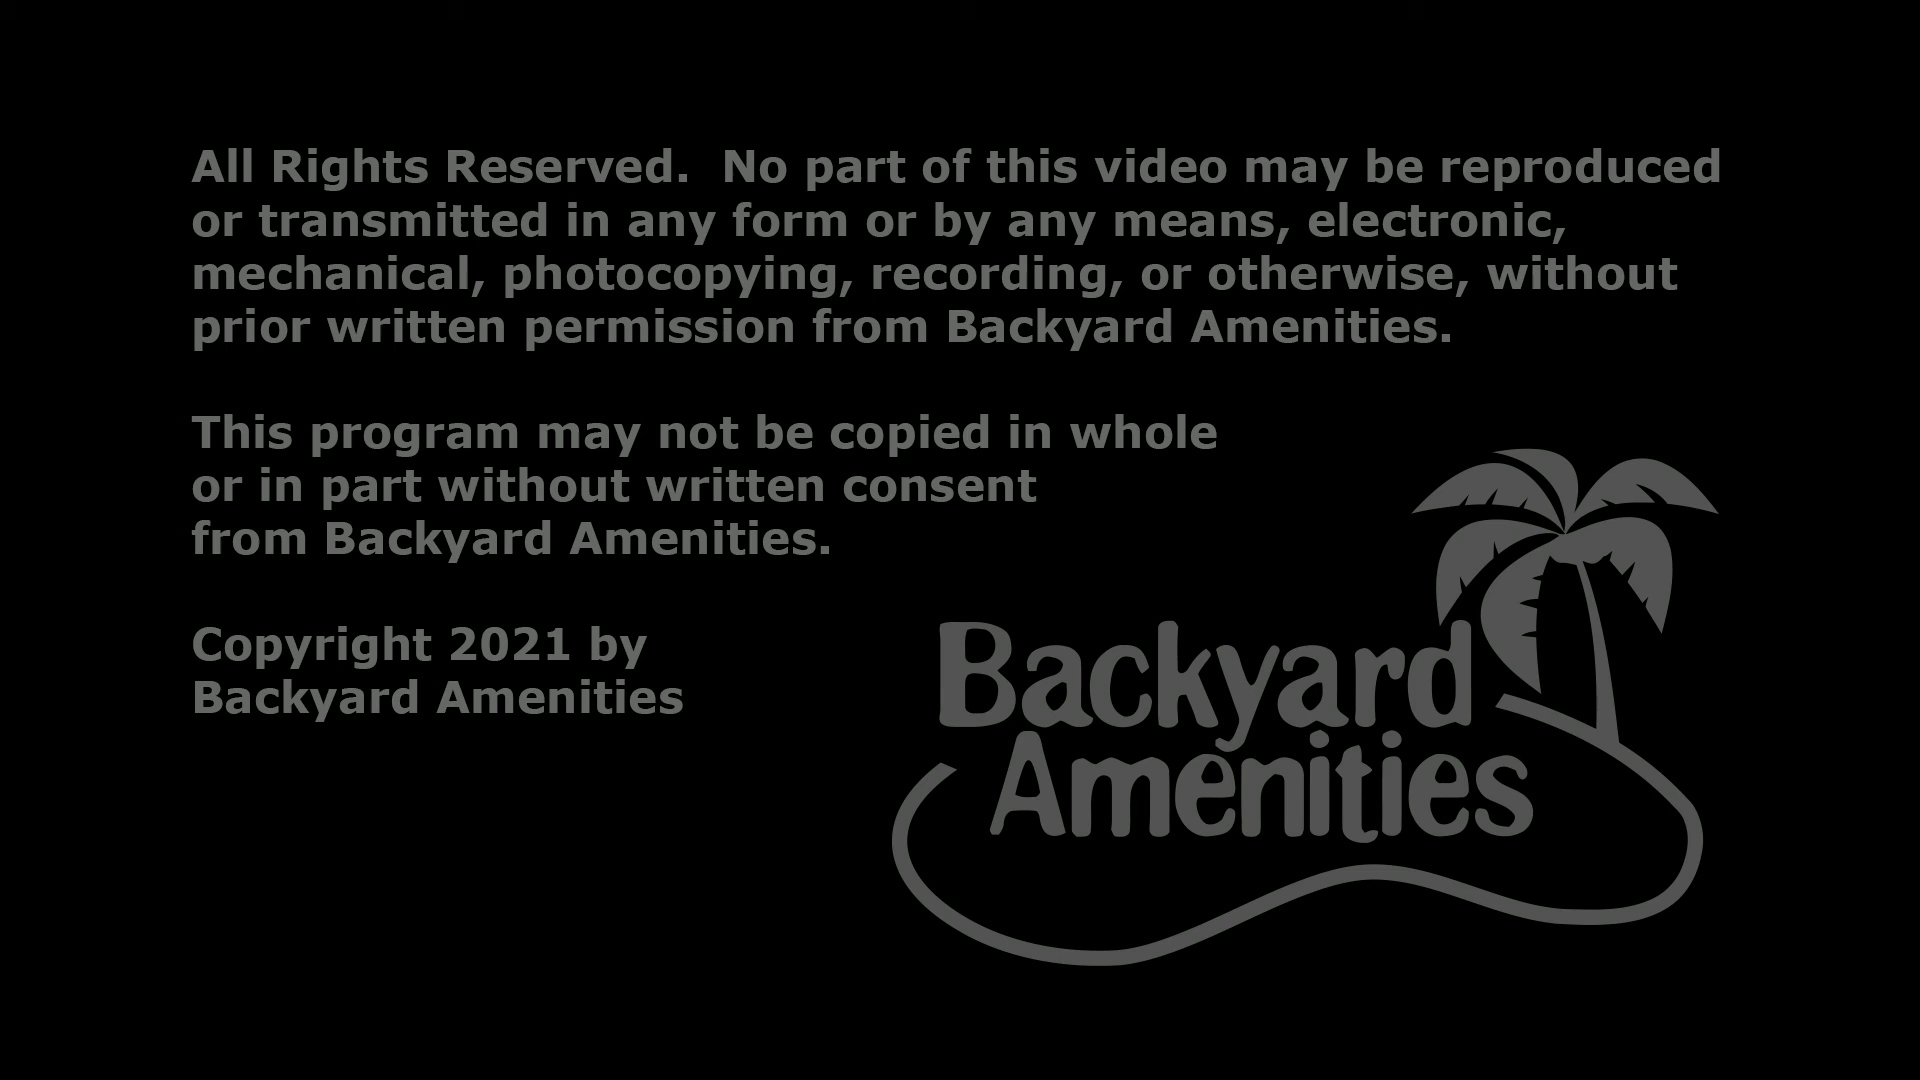 All Rights Reserved.  No part of this video may be reproduced
or transmitted in any form or by any means, electronic,
mechanical, photocopying, recording, or otherwise, without
prior written permission from Backyard Amenities.
This program may not be copied in whole
or in part without written consent
from Backyard Amenities.
Copyright 2021 by
Backyard Amenities
Backyard
Amenities